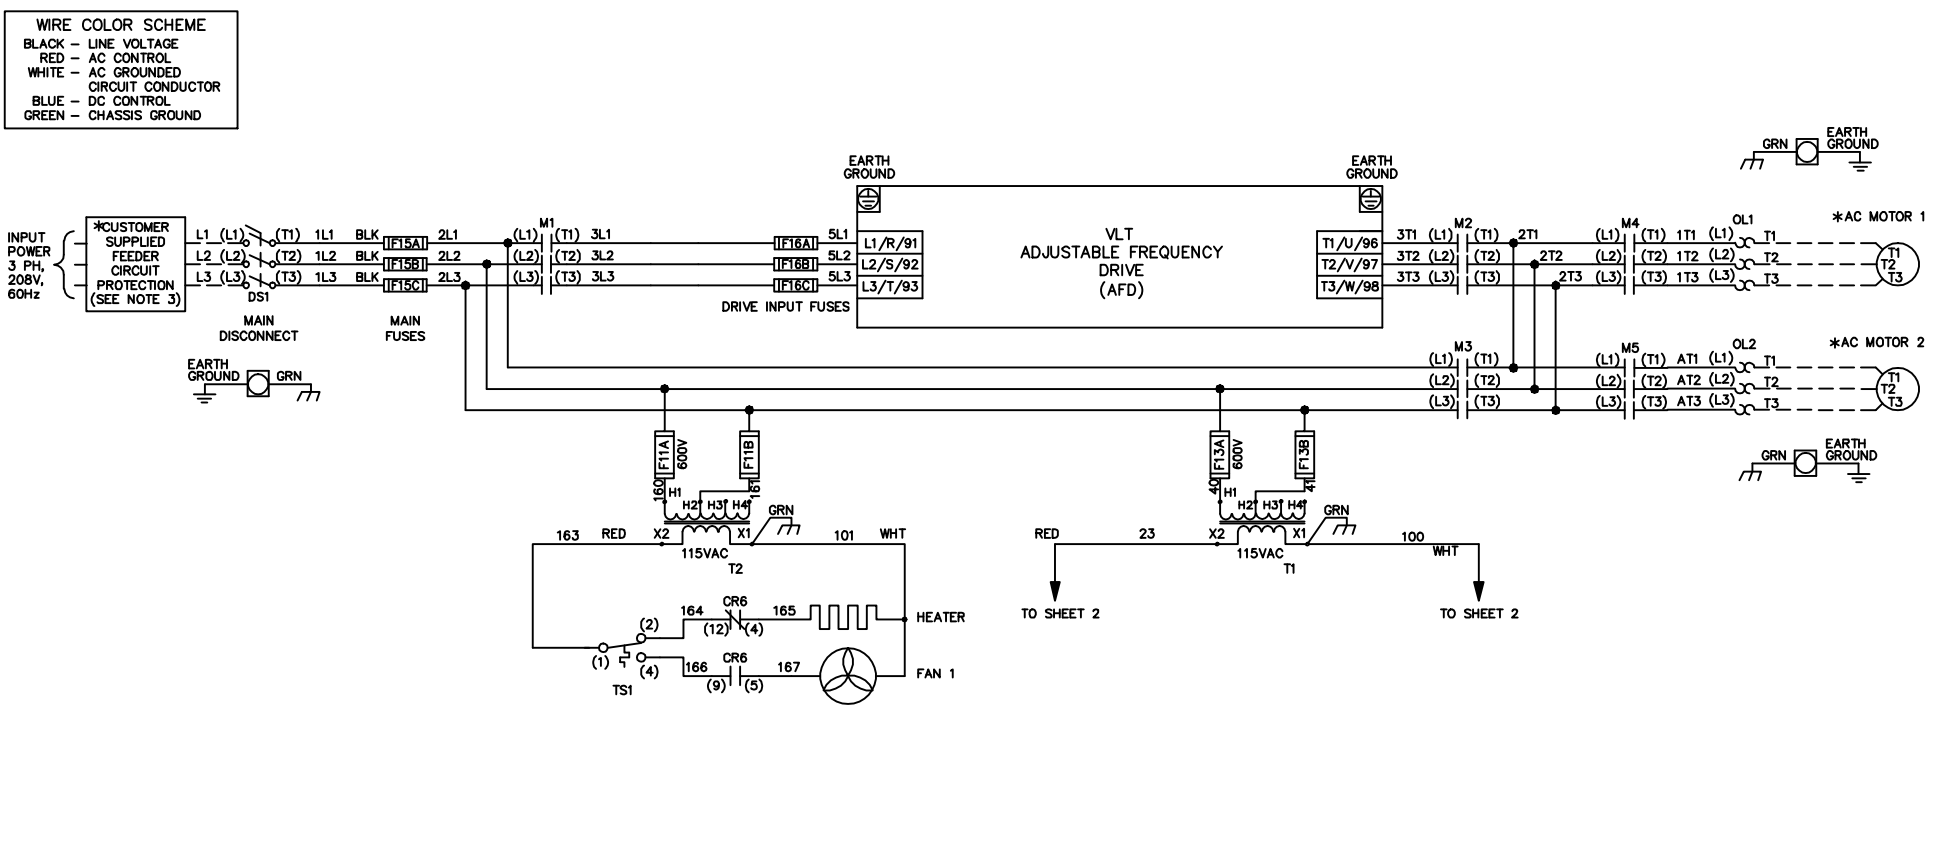 WIRE COLOR SCHEME
BLACK – LINE VOLTAGE
RED – AC CONTROL
WHITE – AC GROUNDED
CIRCUIT CONDUCTOR
BLUE – DC CONTROL
GREEN – CHASSIS GROUND
INPUT
POWER
3 PH,
208V,
60Hz
*CUSTOMER
SUPPLIED
FEEDER
CIRCUIT
PROTECTION
(SEE NOTE 3)
L1 (L1) (T1) 1L1 BLK F15A 2L1 (L1) M1 (T1) 3L1 F16A 5L1
L2 (L2) (T2) 1L2 BLK F15B 2L2 (L2) (T2) 3L2 F16B 5L2
L3 (L3) (T3) 1L3 BLK F15C 2L3 (L3) (T3) 3L3 F16C 5L3
DS1
MAIN
DISCONNECT
MAIN
FUSES
DRIVE INPUT FUSES
EARTH
GROUND
GRN
EARTH
GROUND
EARTH
GROUND
L1/R/91
L2/S/92
L3/T/93
VLT
ADJUSTABLE FREQUENCY
DRIVE
(AFD)
T1/U/96
T2/V/97
T3/W/98
GRN
EARTH
GROUND
M2
M4
OL1
*AC MOTOR 1
3T1 (L1) (T1) 2T1 (L1) (T1) 1T1 (L1) T1 T1
3T2 (L2) (T2) 2T2 (L2) (T2) 1T2 (L2) T2 T2
3T3 (L3) (T3) 2T3 (L3) (T3) 1T3 (L3) T3 T3
M3
M5
OL2
*AC MOTOR 2
(L1) (T1) (L1) (T1) AT1 (L1) T1 T1
(L2) (T2) (L2) (T2) AT2 (L2) T2 T2
(L3) (T3) (L3) (T3) AT3 (L3) T3 T3
GRN
EARTH
GROUND
F11A
600V
F11B
160
161
H1
H2 H3 H4
GRN
163 RED X2 X1 101 WHT
115VAC
T2
F13A
600V
F13B
40
41
H1
H2 H3 H4
GRN
RED 23 X2 X1 100
WHT
115VAC
T1
TO SHEET 2
TO SHEET 2
CR6
164 165
(12) (4)
HEATER
(2)
(1)
(4)
TS1
CR6
166 167
(9) (5)
FAN 1